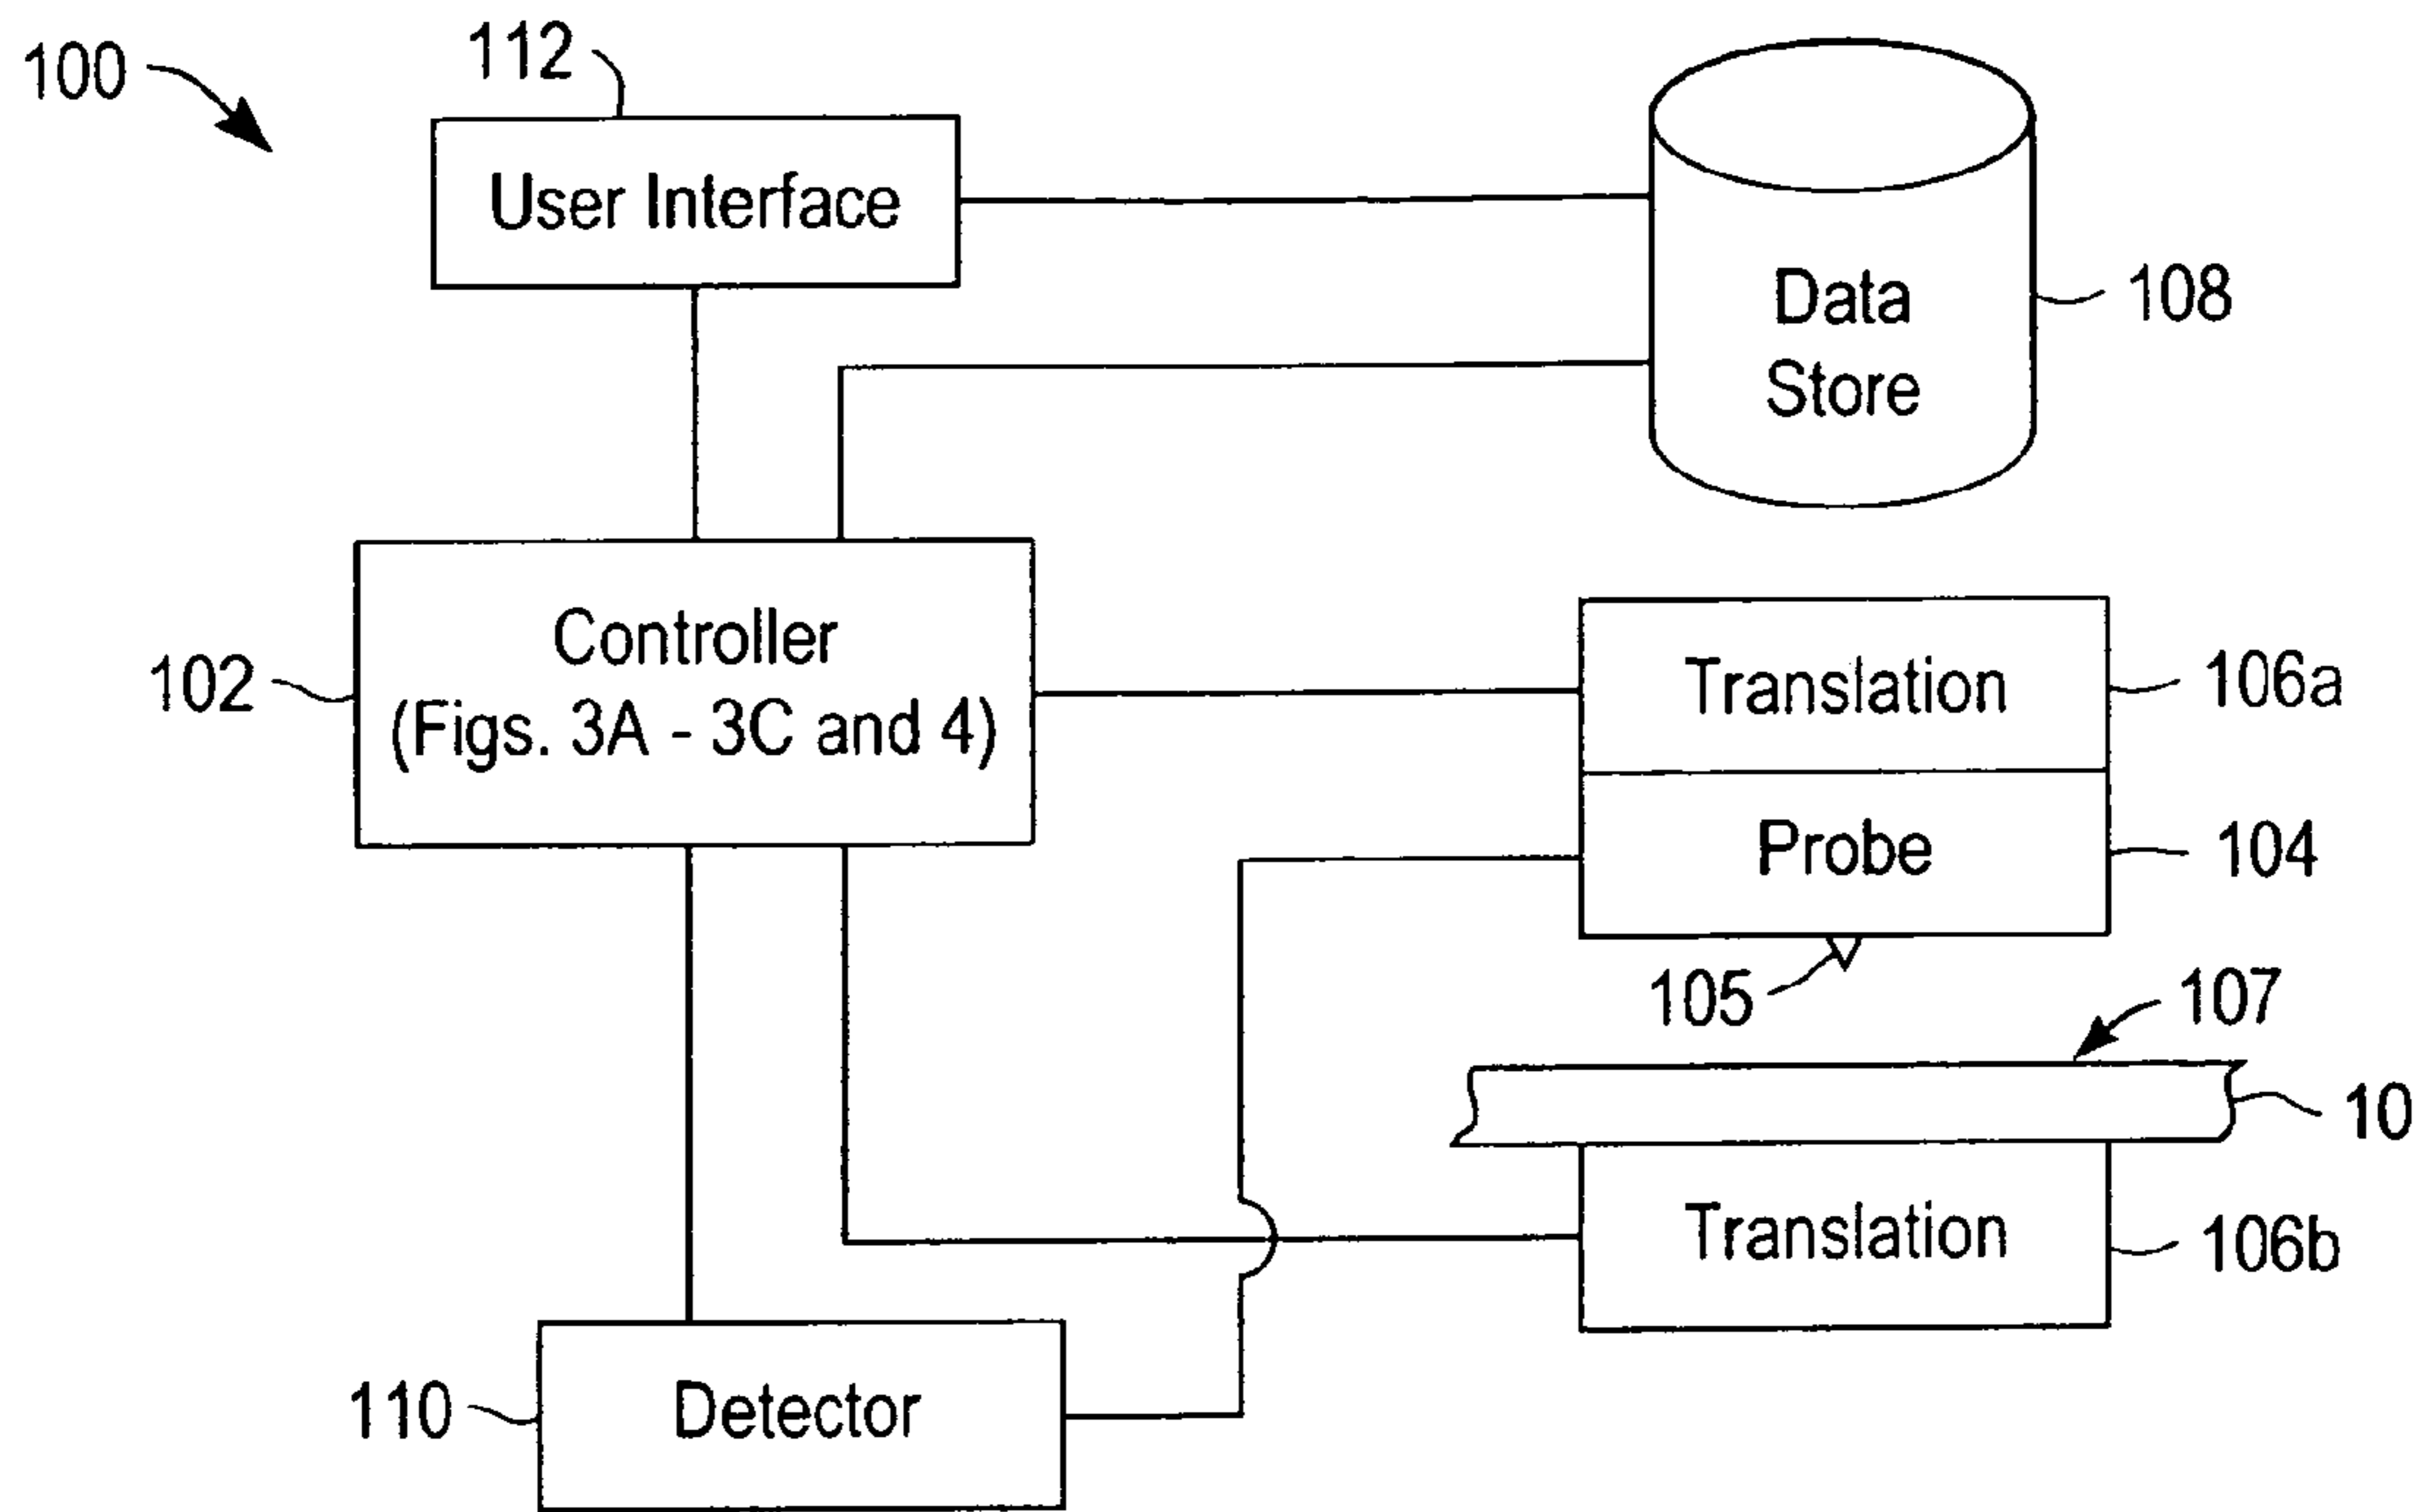 100
112
User Interface
Data
Store
108
Controller
(Figs. 3A - 3C and 4)
102
Translation
106a
Probe
104
105
107
10
Translation
106b
110
Detector